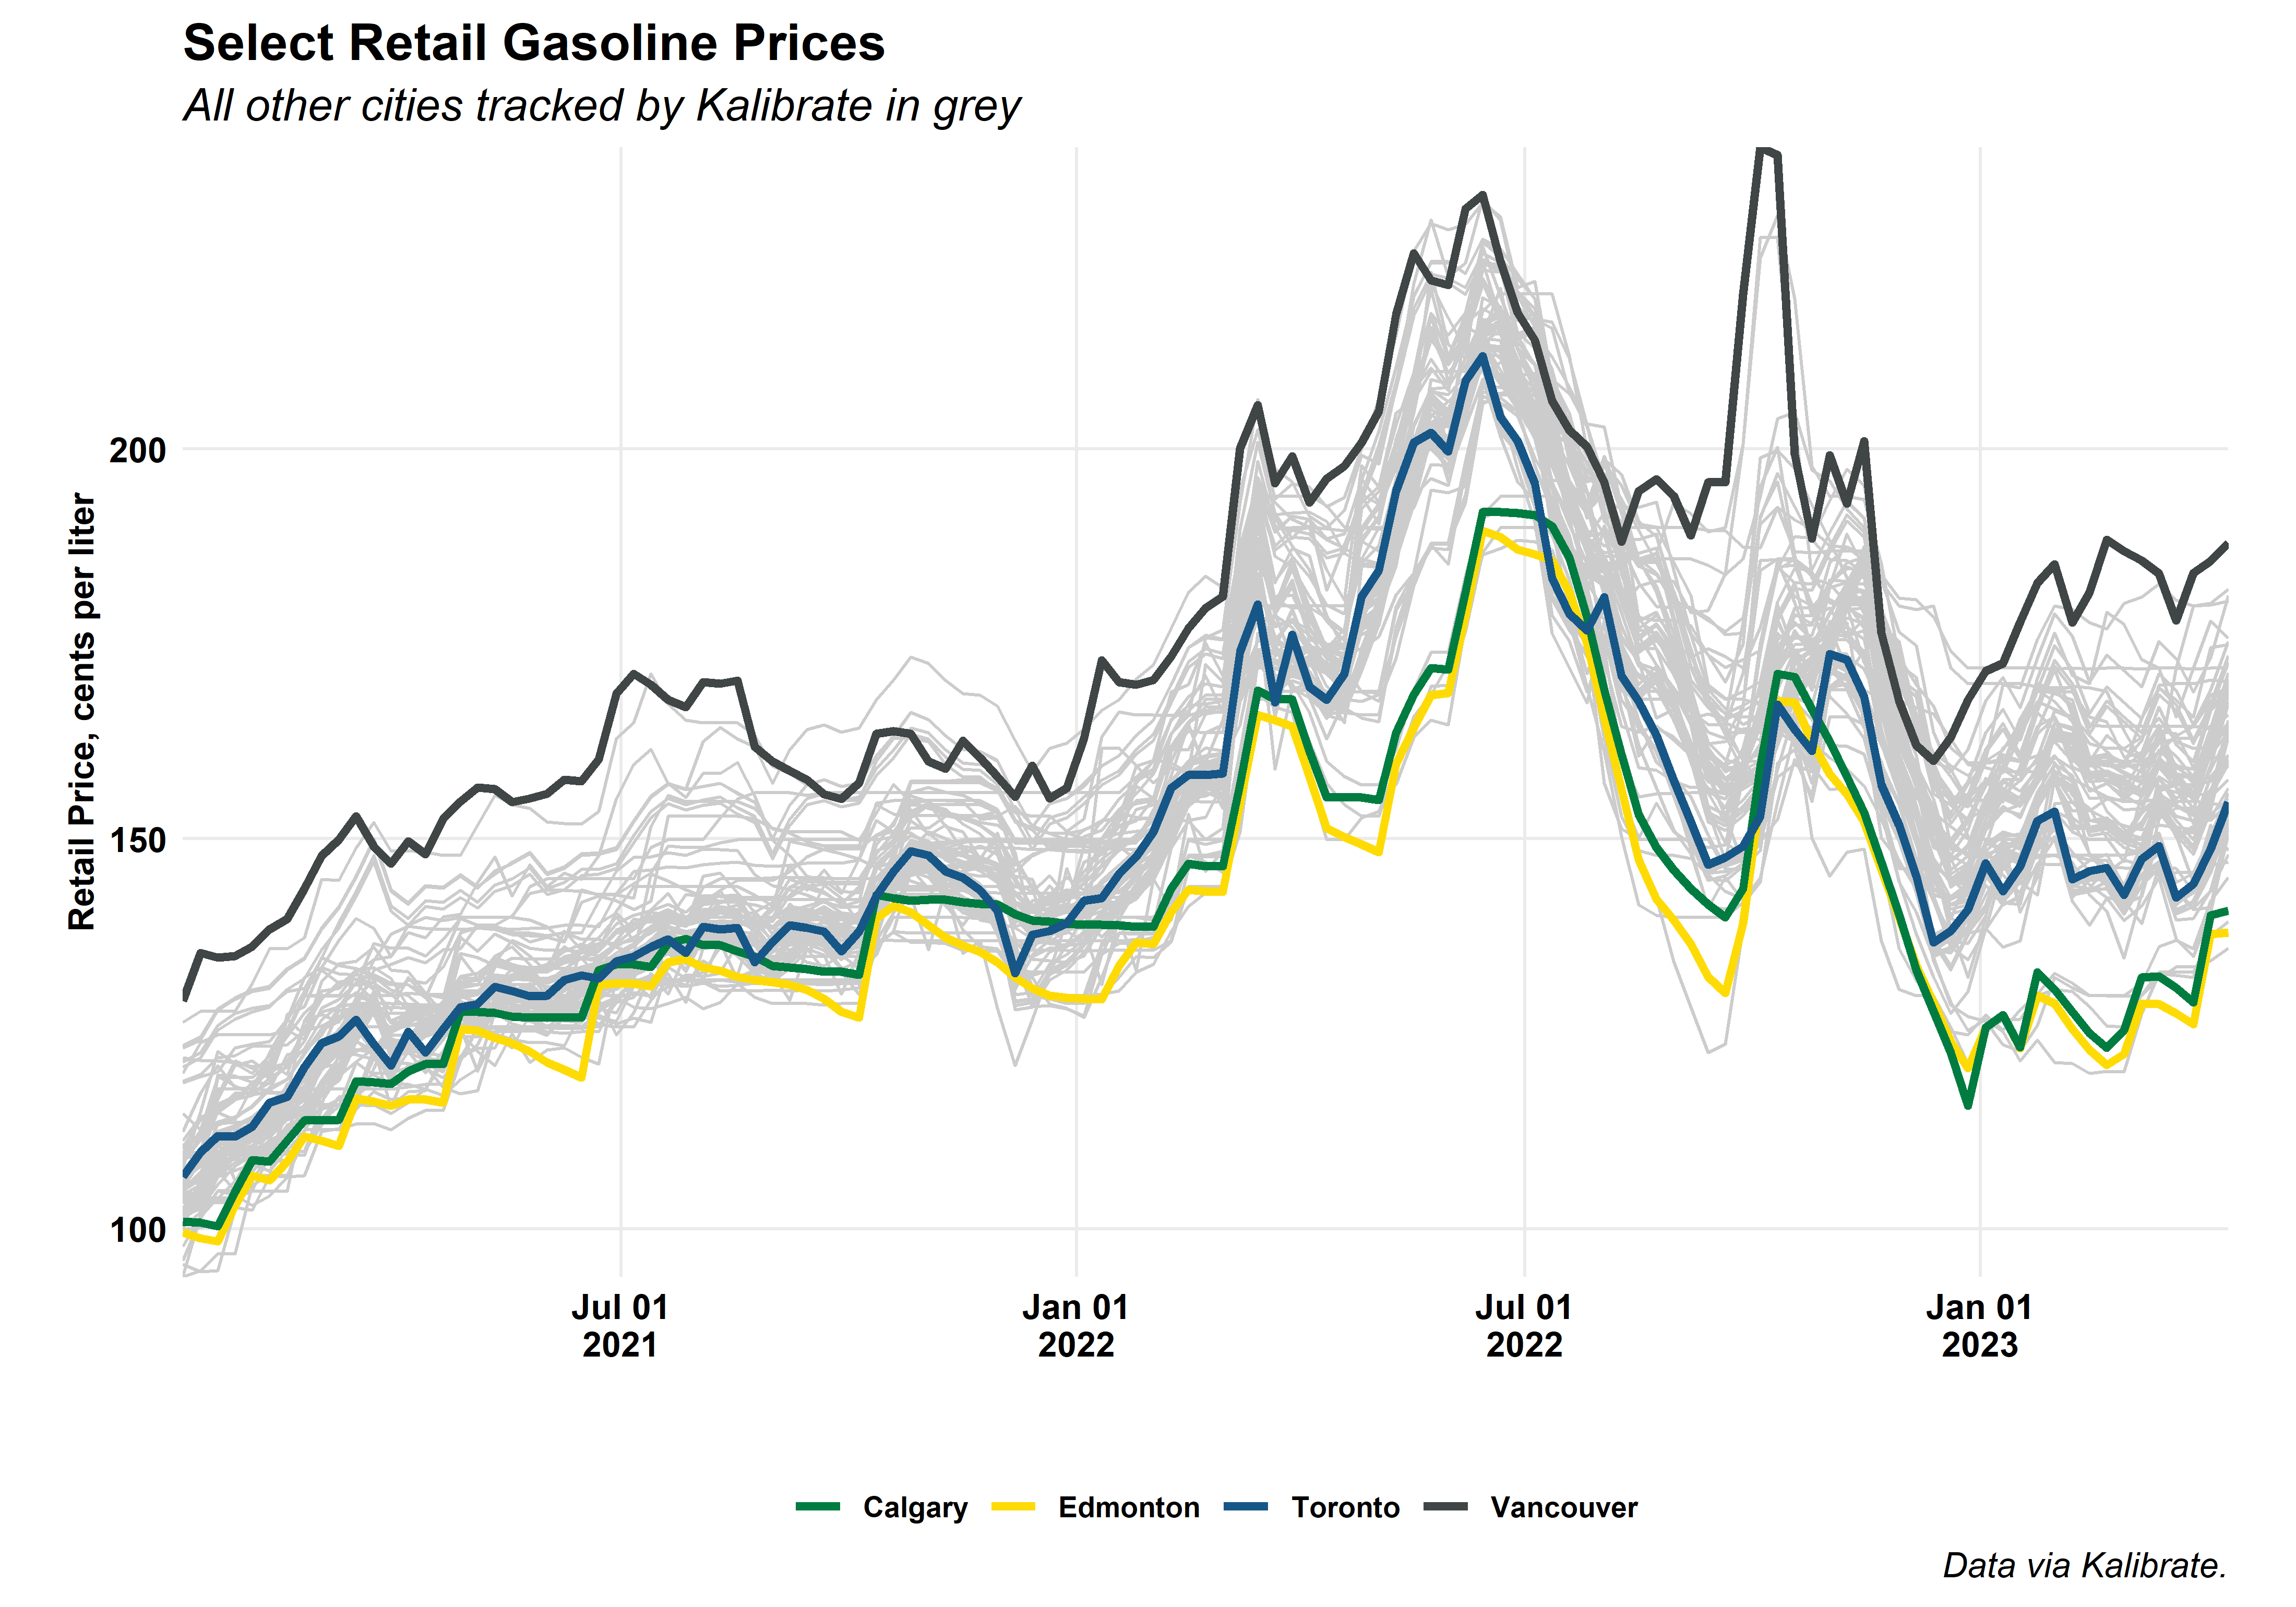 Select Retail Gasoline Prices
All other cities tracked by Kalibrate in grey
Retail Price, cents per liter
200
150
100
Jul 01
2021
Jan 01
2022
Jul 01
2022
Jan 01
2023
Calgary
Edmonton
Toronto
Vancouver
Data via Kalibrate.